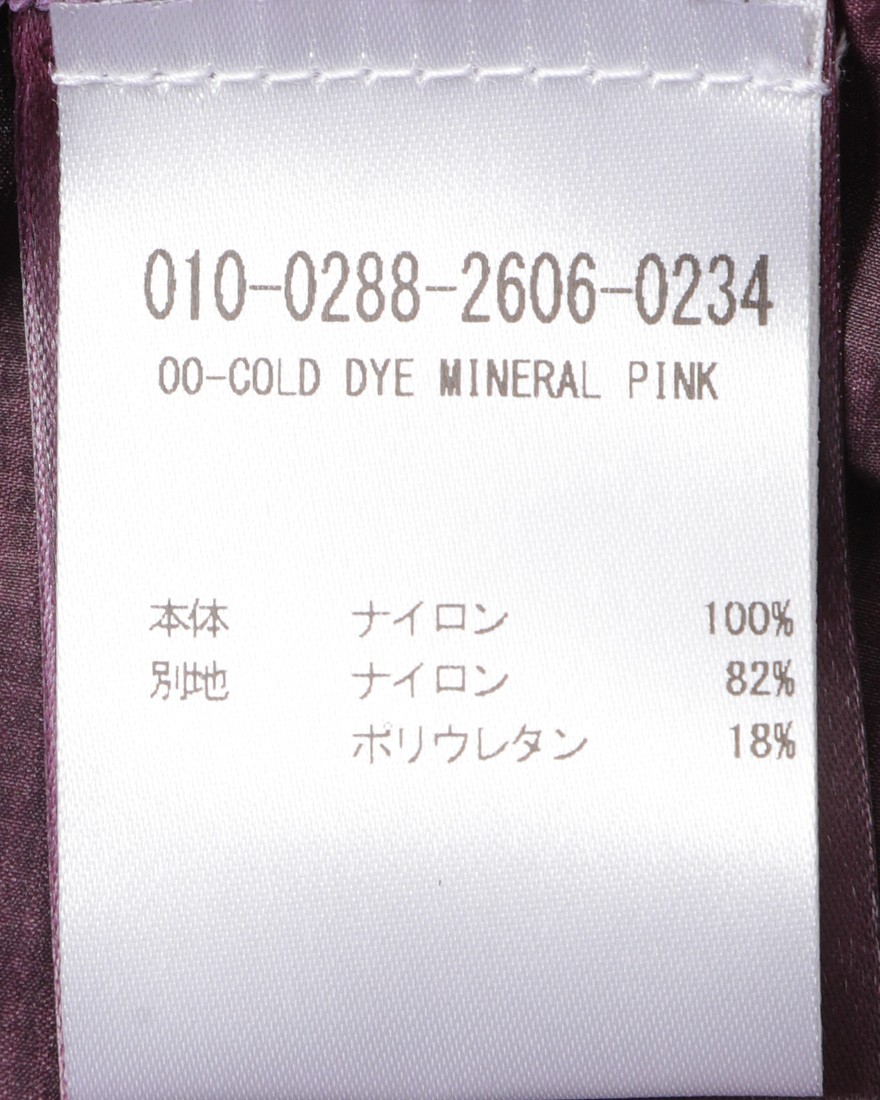 010-0288-2606-0234
00-COLD DYE MINERAL PINK
本体 ナイロン 100%
別地 ナイロン 82%
ポリウレタン 18%